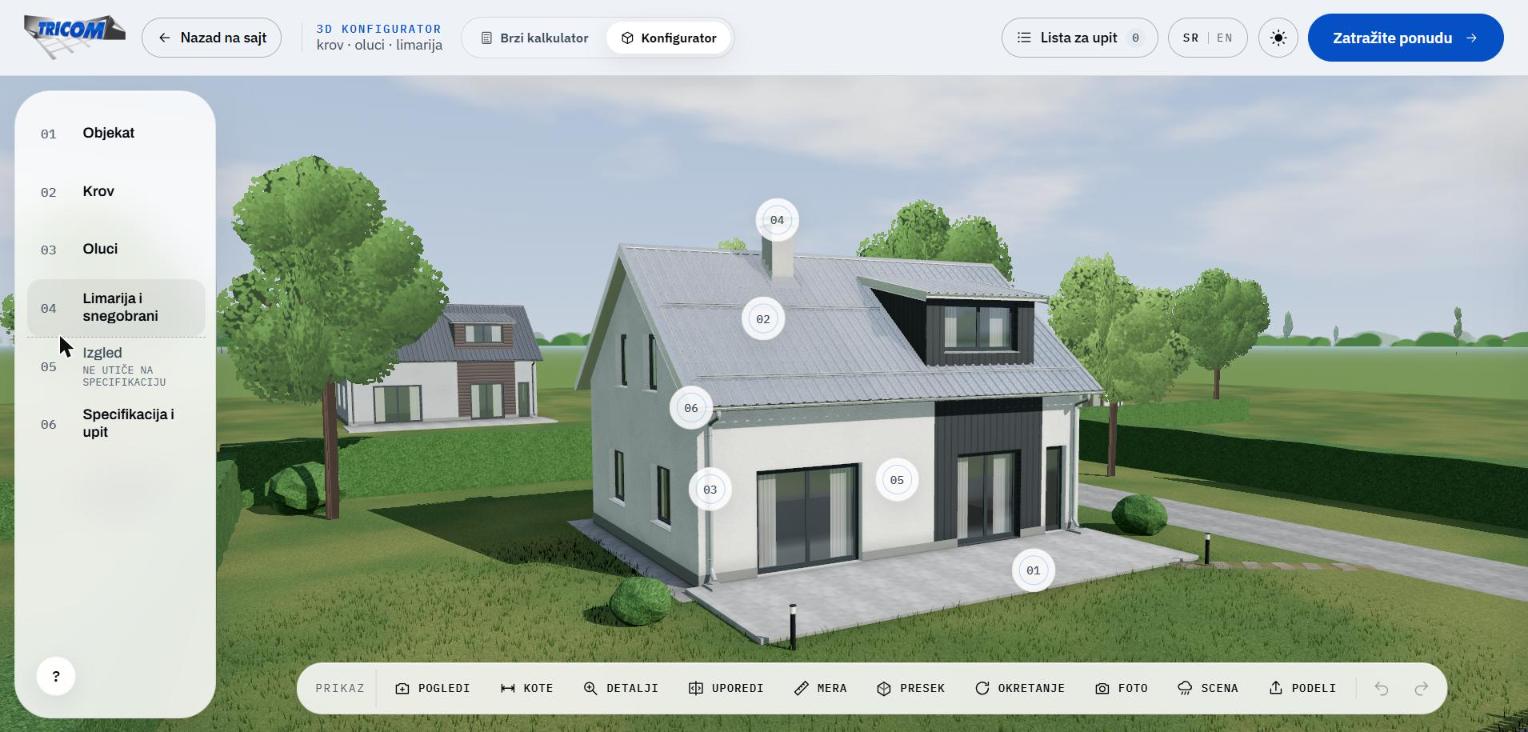 TRICOM
Nazad na sajt
3D KONFIGURATOR
krov · oluci · limarija
Brzi kalkulator
Konfigurator
Lista za upit 0
SR | EN
Zatražite ponudu
01 Objekat
02 Krov
03 Oluci
04 Limarija i
snegobrani
05 Izgled
NE UTIČE NA
SPECIFIKACIJU
06 Specifikacija i
upit
?
04
02
06
03
05
01
PRIKAZ
POGLEDI
KOTE
DETALJI
UPOREDI
MERA
PRESEK
OKRETANJE
FOTO
SCENA
PODELI